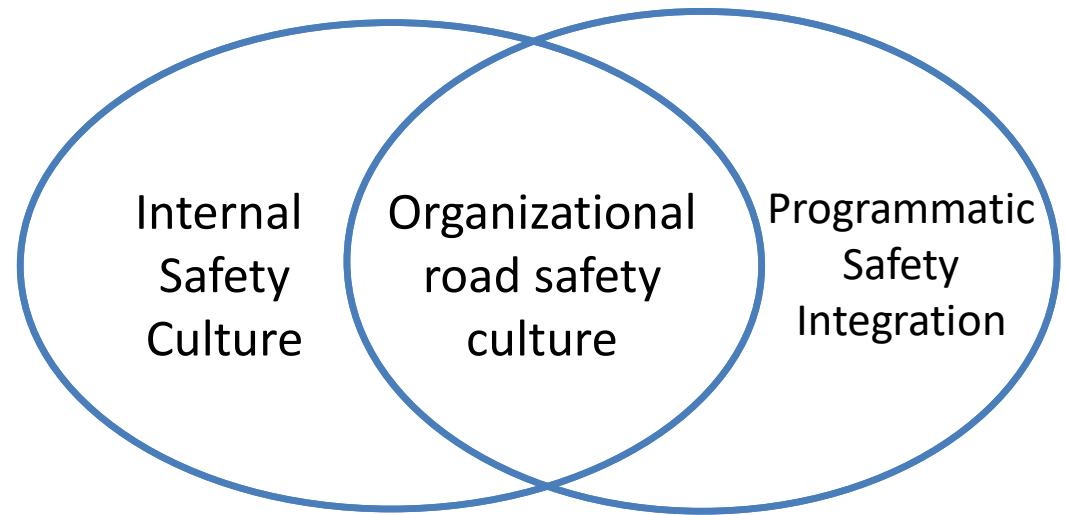 Internal
Safety
Culture
Organizational
road safety
culture
Programmatic
Safety
Integration